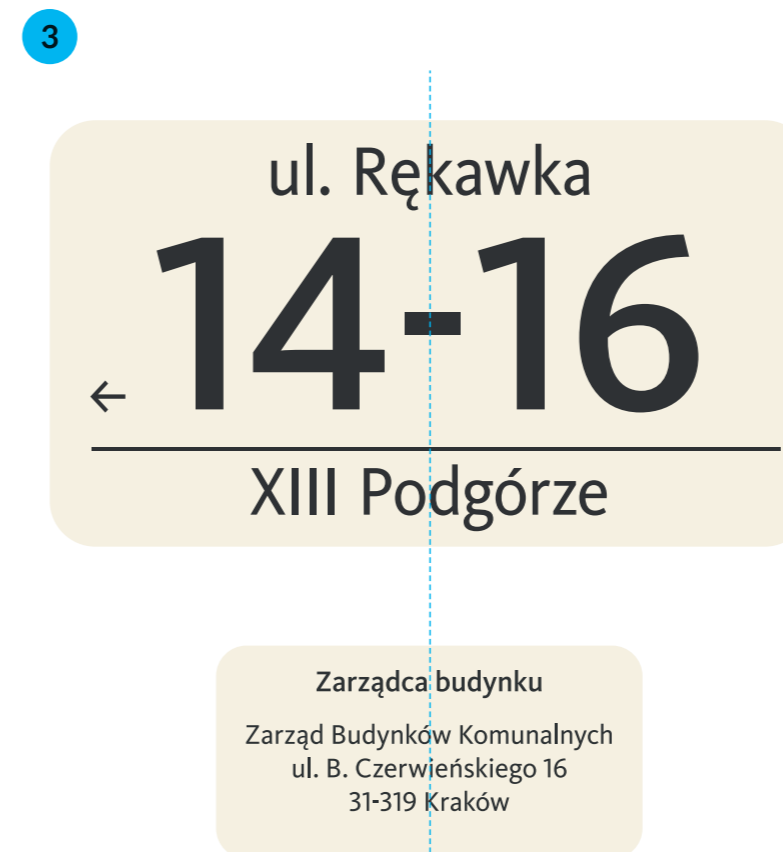 3
ul. Rękawka
14-16
←
XIII Podgórze
Zarządca budynku
Zarząd Budynków Komunalnych
ul. B. Czerwieńskiego 16
31-319 Kraków